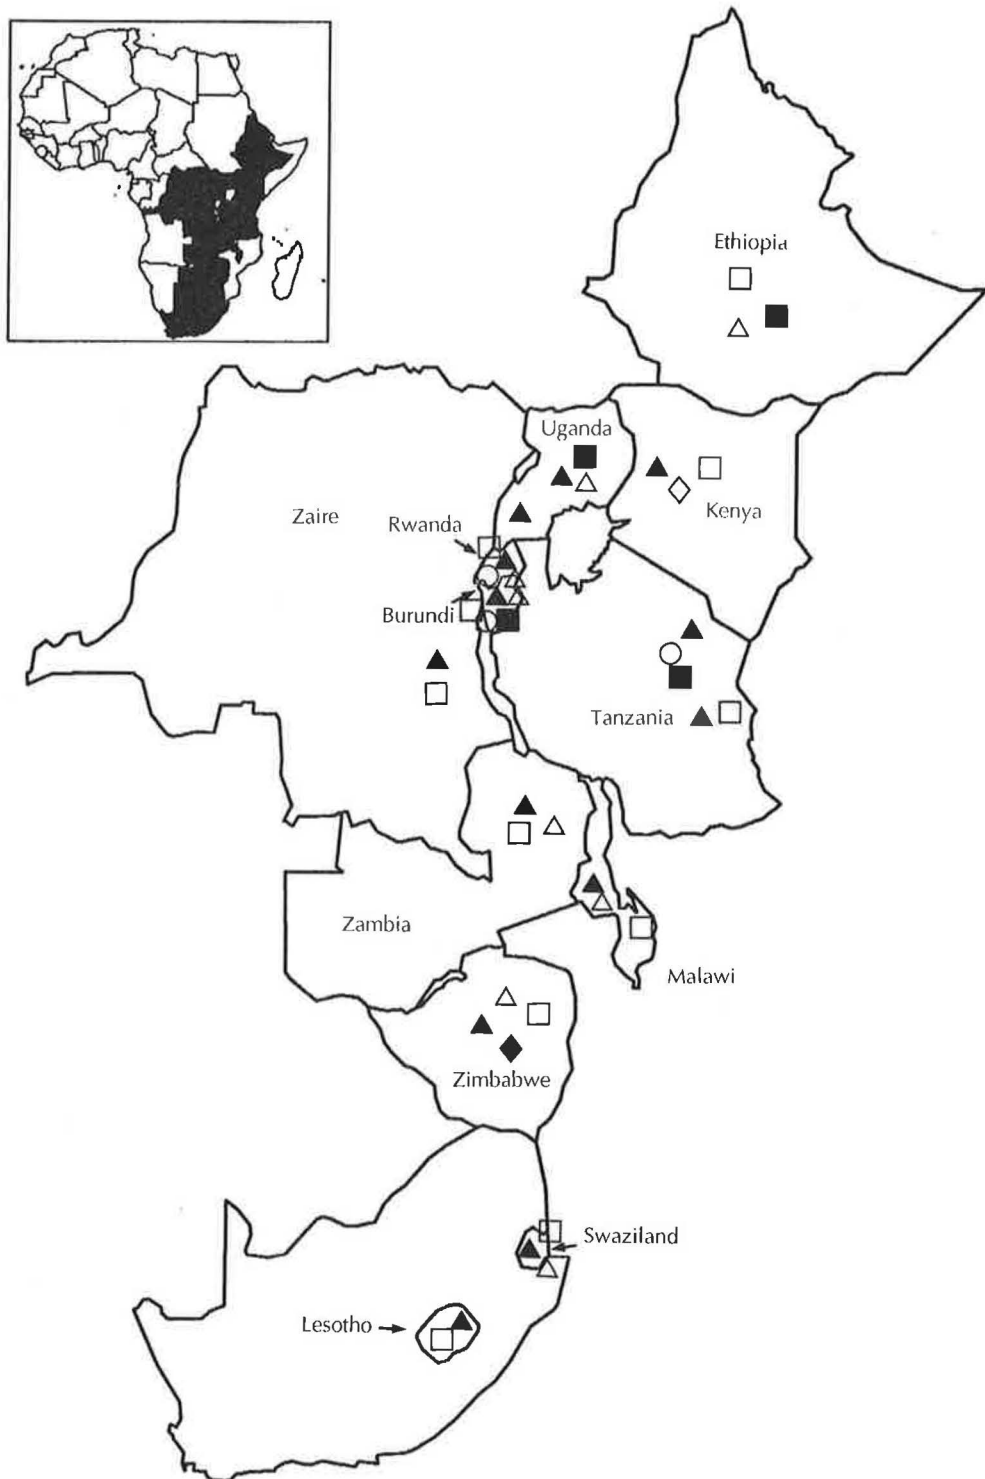 Ethiopia
Uganda
Kenya
Zaire
Rwanda
Burundi
Tanzania
Zambia
Malawi
Zimbabwe
Swaziland
Lesotho